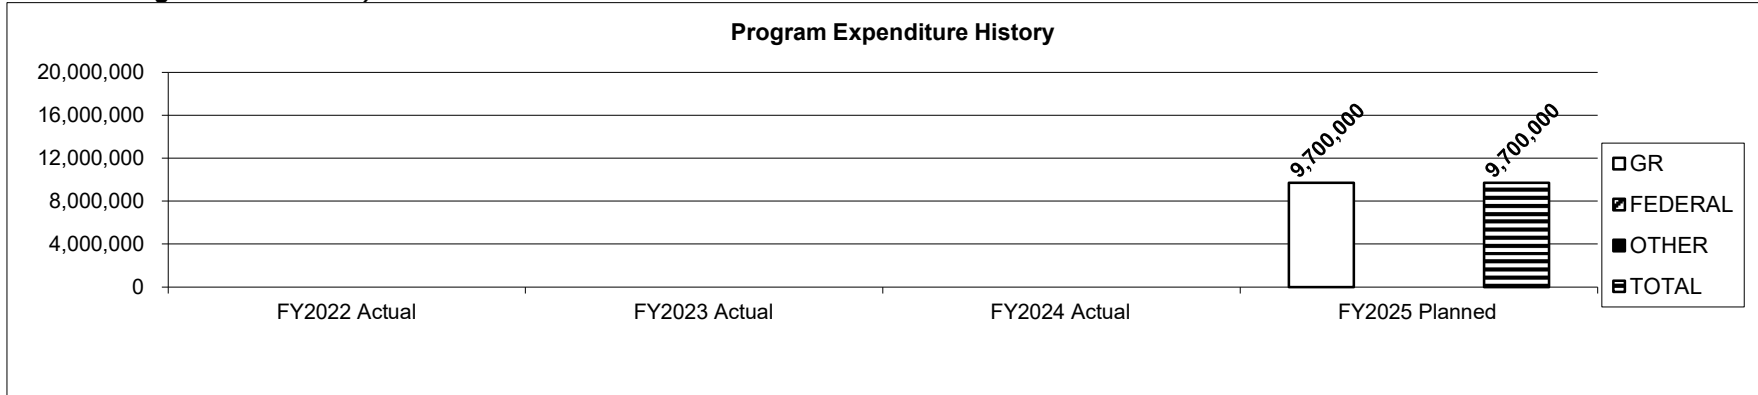 Program Expenditure History
20,000,000
16,000,000
12,000,000
8,000,000
4,000,000
0
9,700,000
9,700,000
FY2022 Actual
FY2023 Actual
FY2024 Actual
FY2025 Planned
GR
FEDERAL
OTHER
TOTAL